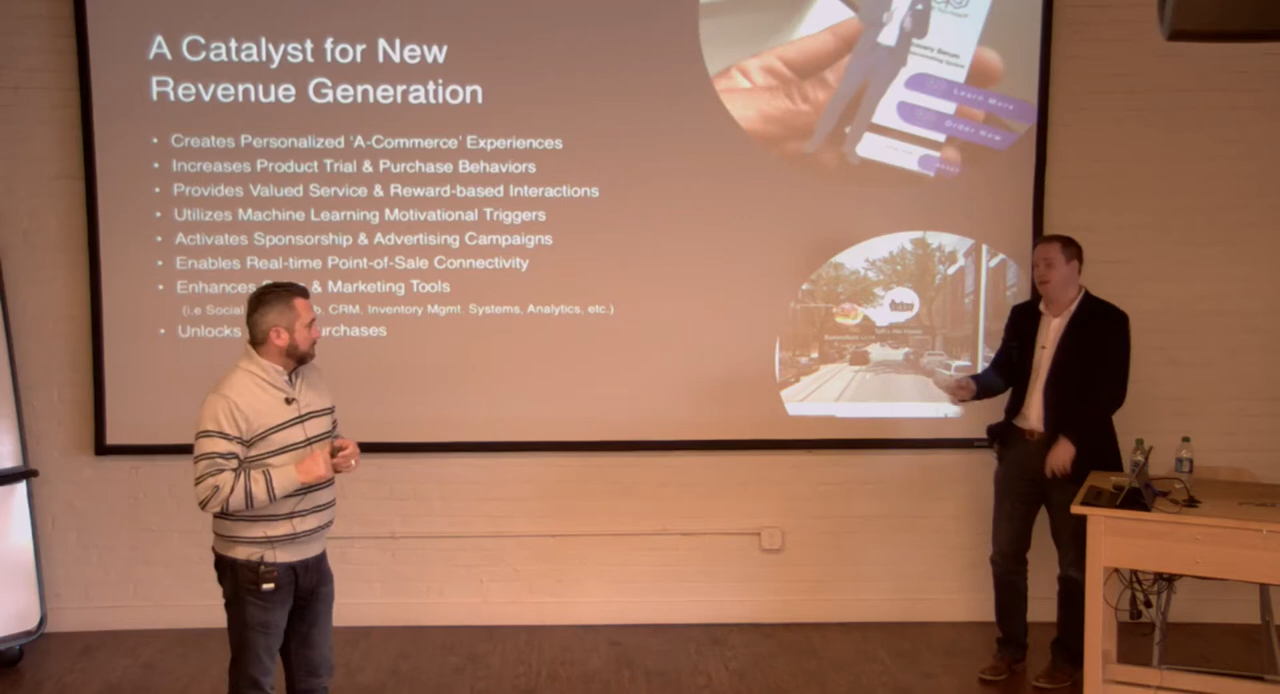 A Catalyst for New
Revenue Generation
• Creates Personalized 'A-Commerce' Experiences
• Increases Product Trial & Purchase Behaviors
• Provides Valued Service & Reward-based Interactions
• Utilizes Machine Learning Motivational Triggers
• Activates Sponsorship & Advertising Campaigns
• Enables Real-time Point-of-Sale Connectivity
• Enhances & Marketing Tools
(i.e Social CRM, Inventory Mgmt. Systems, Analytics, etc.)
• Unlocks
Serum
Learn More
Order Now